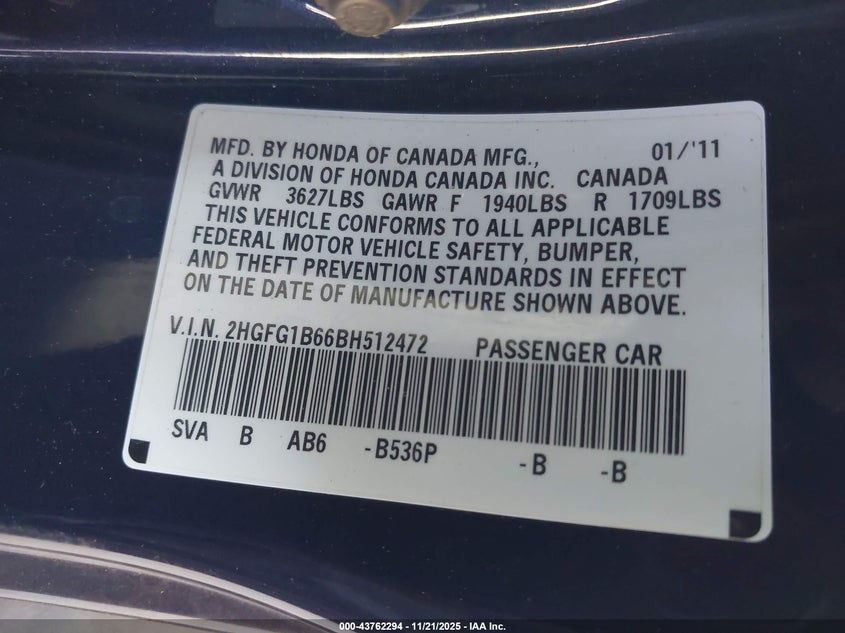 MFD. BY HONDA OF CANADA MFG., 01/'11
A DIVISION OF HONDA CANADA INC. CANADA
GVWR 3627LBS GAWR F 1940LBS R 1709LBS
THIS VEHICLE CONFORMS TO ALL APPLICABLE
FEDERAL MOTOR VEHICLE SAFETY, BUMPER,
AND THEFT PREVENTION STANDARDS IN EFFECT
ON THE DATE OF MANUFACTURE SHOWN ABOVE.
V.I.N. 2HGFG1B66BH512472 PASSENGER CAR
SVA B AB6 -B536P -B -B
000-43762294 - 11/21/2025 - IAA Inc.